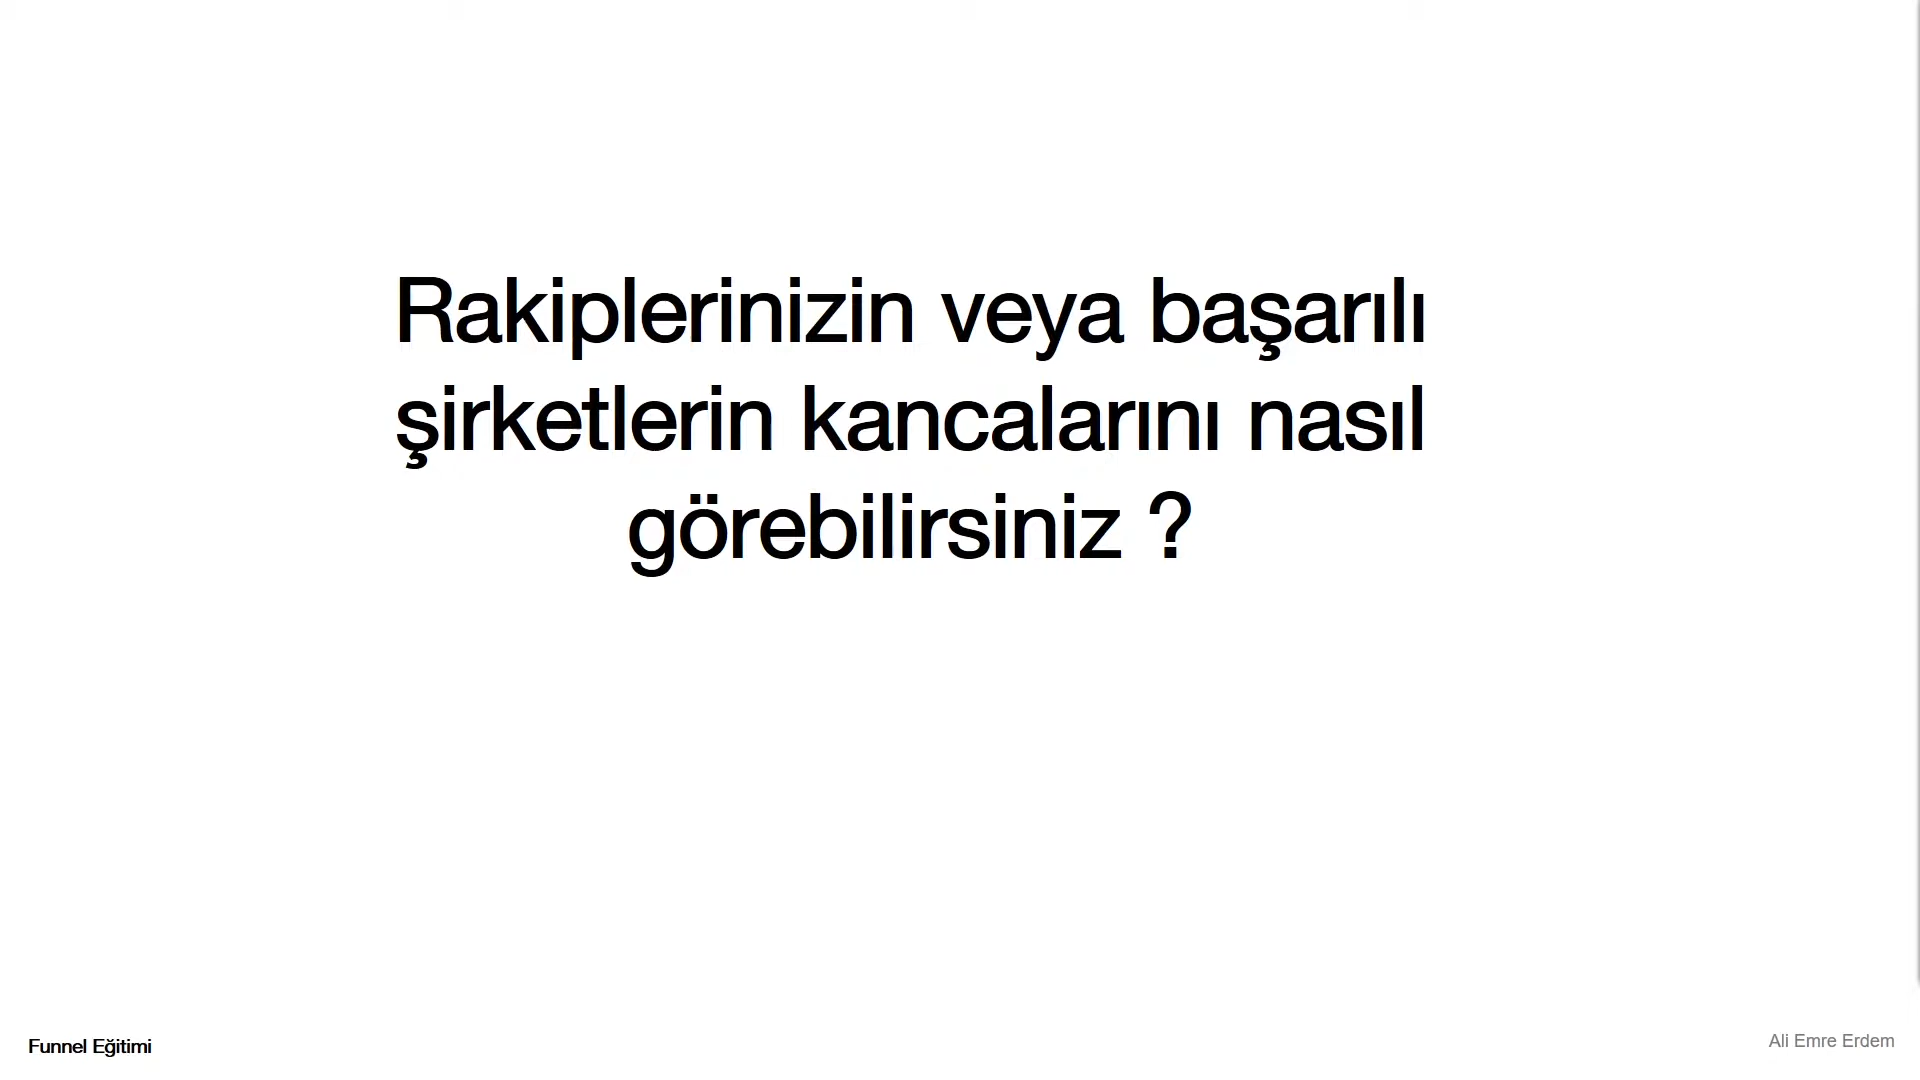 Rakiplerinizin veya başarılı
şirketlerin kancalarını nasıl
görebilirsiniz ?
Funnel Eğitimi
Ali Emre Erdem